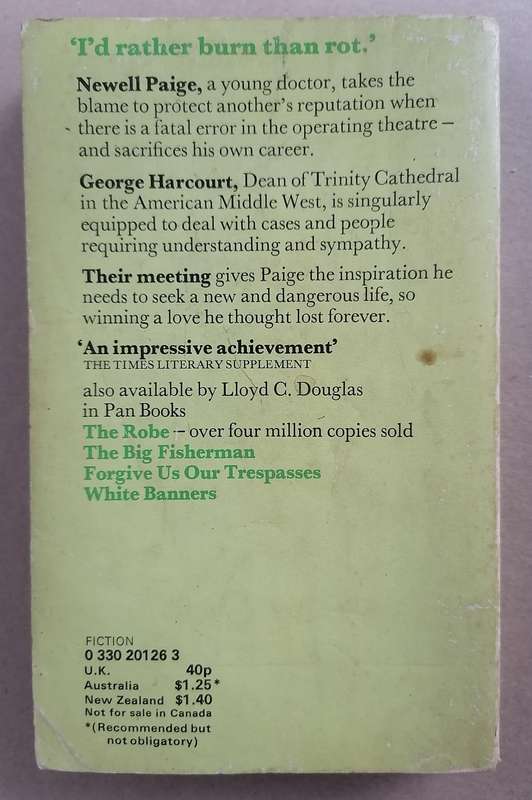 ‘I’d rather burn than rot.’
Newell Paige, a young doctor, takes the
blame to protect another’s reputation when
there is a fatal error in the operating theatre –
and sacrifices his own career.
George Harcourt, Dean of Trinity Cathedral
in the American Middle West, is singularly
equipped to deal with cases and people
requiring understanding and sympathy.
Their meeting gives Paige the inspiration he
needs to seek a new and dangerous life, so
winning a love he thought lost forever.
‘An impressive achievement’
THE TIMES LITERARY SUPPLEMENT
also available by Lloyd C. Douglas
in Pan Books
The Robe – over four million copies sold
The Big Fisherman
Forgive Us Our Trespasses
White Banners
FICTION
0 330 20126 3
U.K. 40p
Australia $1.25*
New Zealand $1.40
Not for sale in Canada
*(Recommended but
not obligatory)